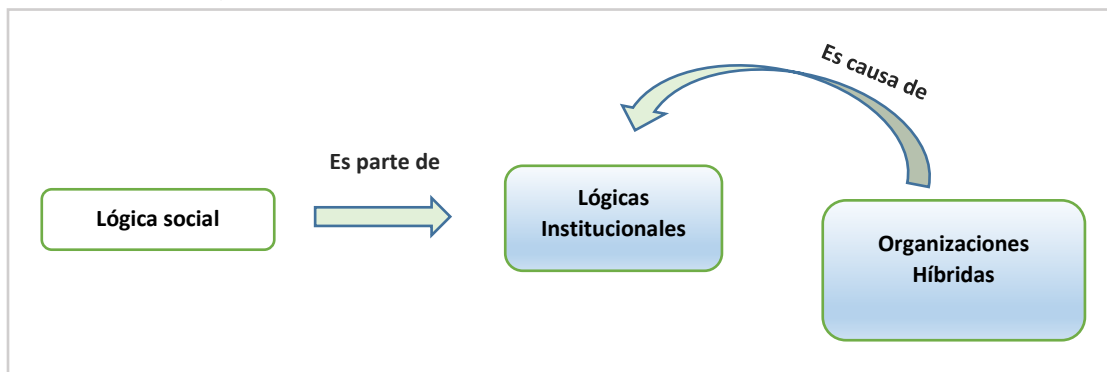 Es causa de
Es parte de
Lógica social
Lógicas
Institucionales
Organizaciones
Híbridas